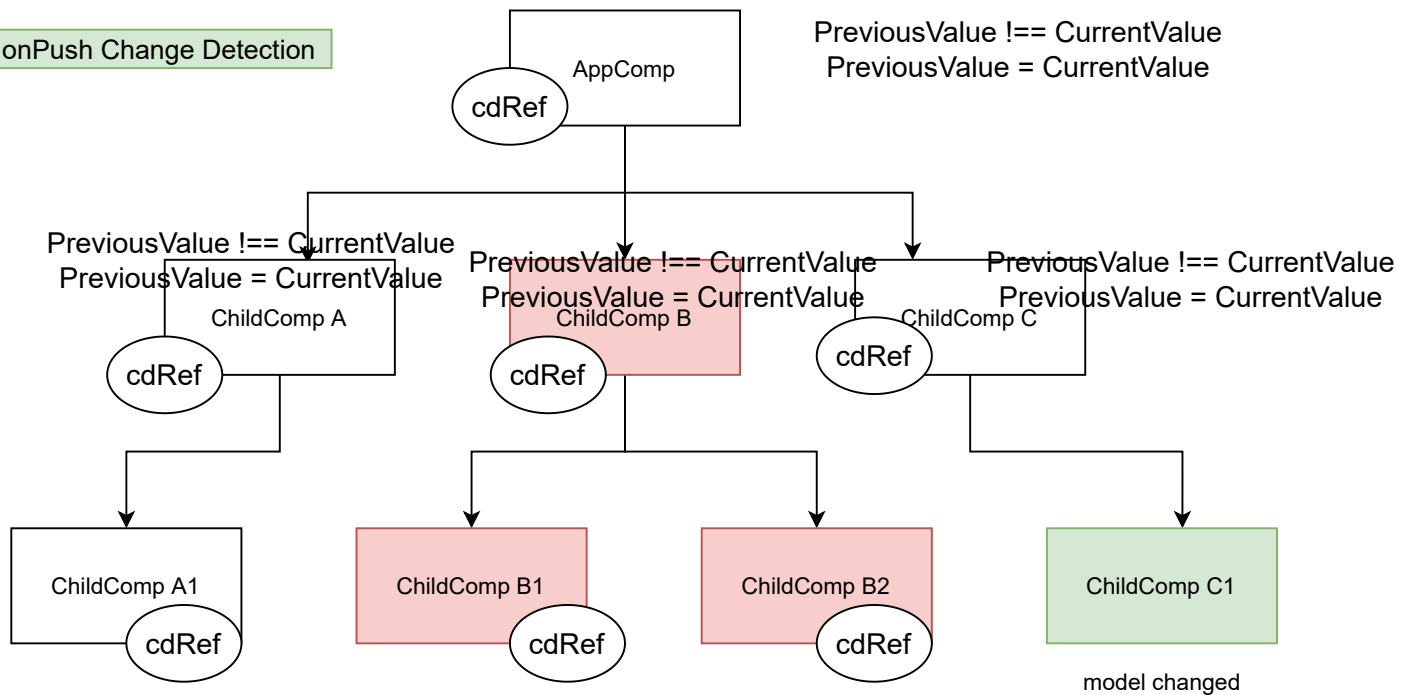 onPush Change Detection
PreviousValue !== CurrentValue
PreviousValue = CurrentValue
AppComp
cdRef
PreviousValue !== CurrentValue
PreviousValue = CurrentValue
ChildComp A
cdRef
PreviousValue !== CurrentValue
PreviousValue = CurrentValue
ChildComp B
cdRef
PreviousValue !== CurrentValue
PreviousValue = CurrentValue
ChildComp C
cdRef
ChildComp A1
cdRef
ChildComp B1
cdRef
ChildComp B2
cdRef
ChildComp C1
model changed